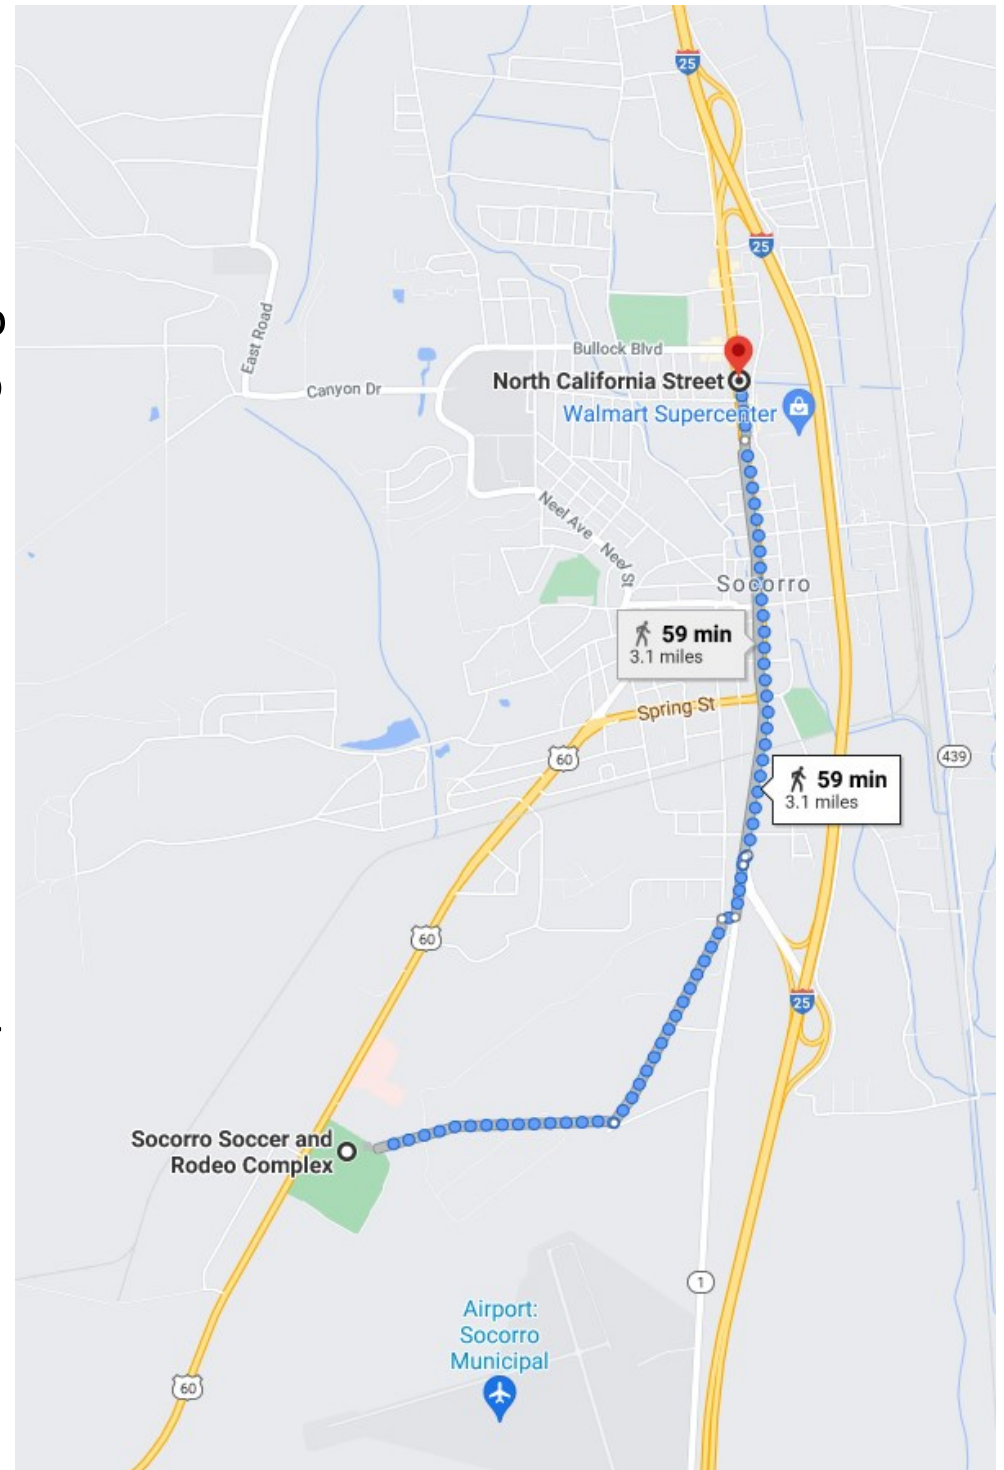 25
25
East Road
Bullock Blvd
Canyon Dr
North California Street
Walmart Supercenter
Neel Ave
Neel St
Socorro
59 min
3.1 miles
Spring St
60
439
59 min
3.1 miles
60
25
Socorro Soccer and
Rodeo Complex
1
Airport:
Socorro
Municipal
60